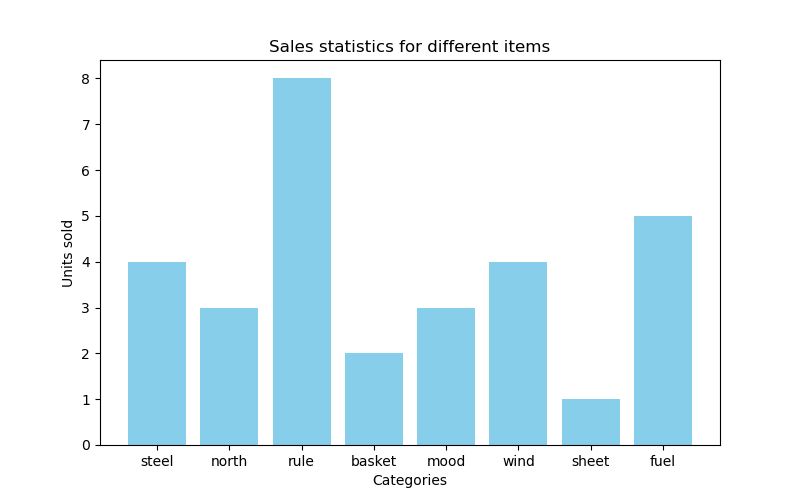 Sales statistics for different items
8
7
6
5
4
3
2
1
0
Units sold
steel north rule basket mood wind sheet fuel
Categories